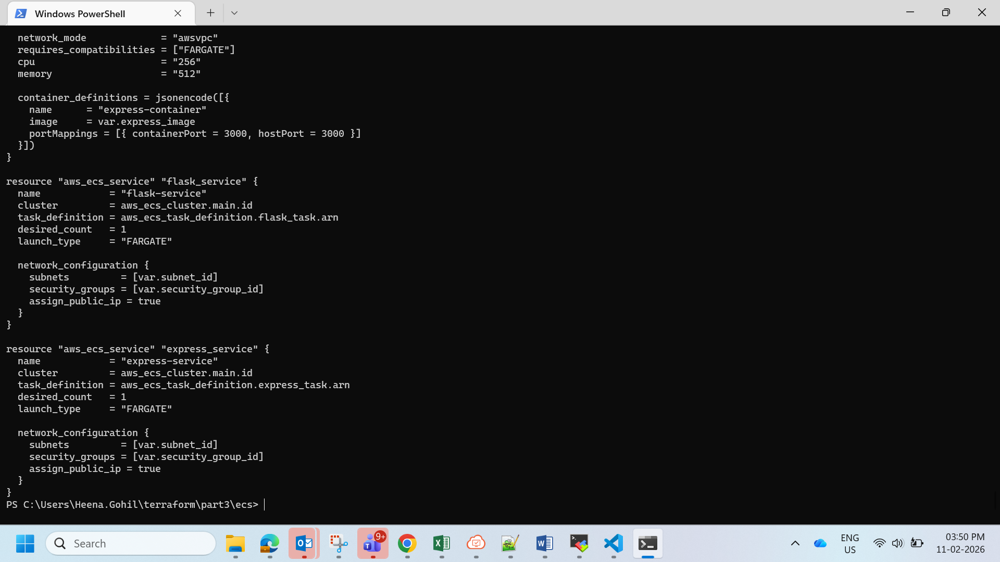 Windows PowerShell
  network_mode             = "awsvpc"
  requires_compatibilities = ["FARGATE"]
  cpu                      = "256"
  memory                   = "512"
  container_definitions = jsonencode([{
    name      = "express-container"
    image     = var.express_image
    portMappings = [{ containerPort = 3000, hostPort = 3000 }]
  }])
}
resource "aws_ecs_service" "flask_service" {
  name            = "flask-service"
  cluster         = aws_ecs_cluster.main.id
  task_definition = aws_ecs_task_definition.flask_task.arn
  desired_count   = 1
  launch_type     = "FARGATE"
  network_configuration {
    subnets         = [var.subnet_id]
    security_groups = [var.security_group_id]
    assign_public_ip = true
  }
}
resource "aws_ecs_service" "express_service" {
  name            = "express-service"
  cluster         = aws_ecs_cluster.main.id
  task_definition = aws_ecs_task_definition.express_task.arn
  desired_count   = 1
  launch_type     = "FARGATE"
  network_configuration {
    subnets         = [var.subnet_id]
    security_groups = [var.security_group_id]
    assign_public_ip = true
  }
}
PS C:\Users\Heena.Gohil\terraform\part3\ecs>
Search
9+
ENG
US
03:50 PM
11-02-2026